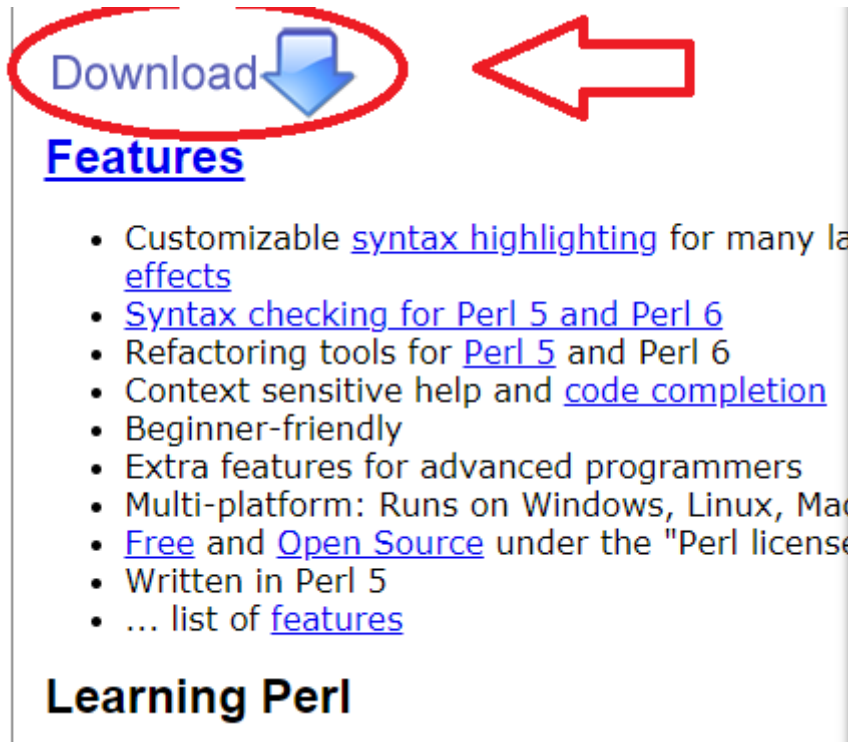 Download
Features
Customizable syntax highlighting for many
effects
Syntax checking for Perl 5 and Perl 6
Refactoring tools for Perl 5 and Perl 6
Context sensitive help and code completion
Beginner-friendly
Extra features for advanced programmers
Multi-platform: Runs on Windows, Linux,
Free and Open Source under the "Perl license
Written in Perl 5
... list of features
Learning Perl